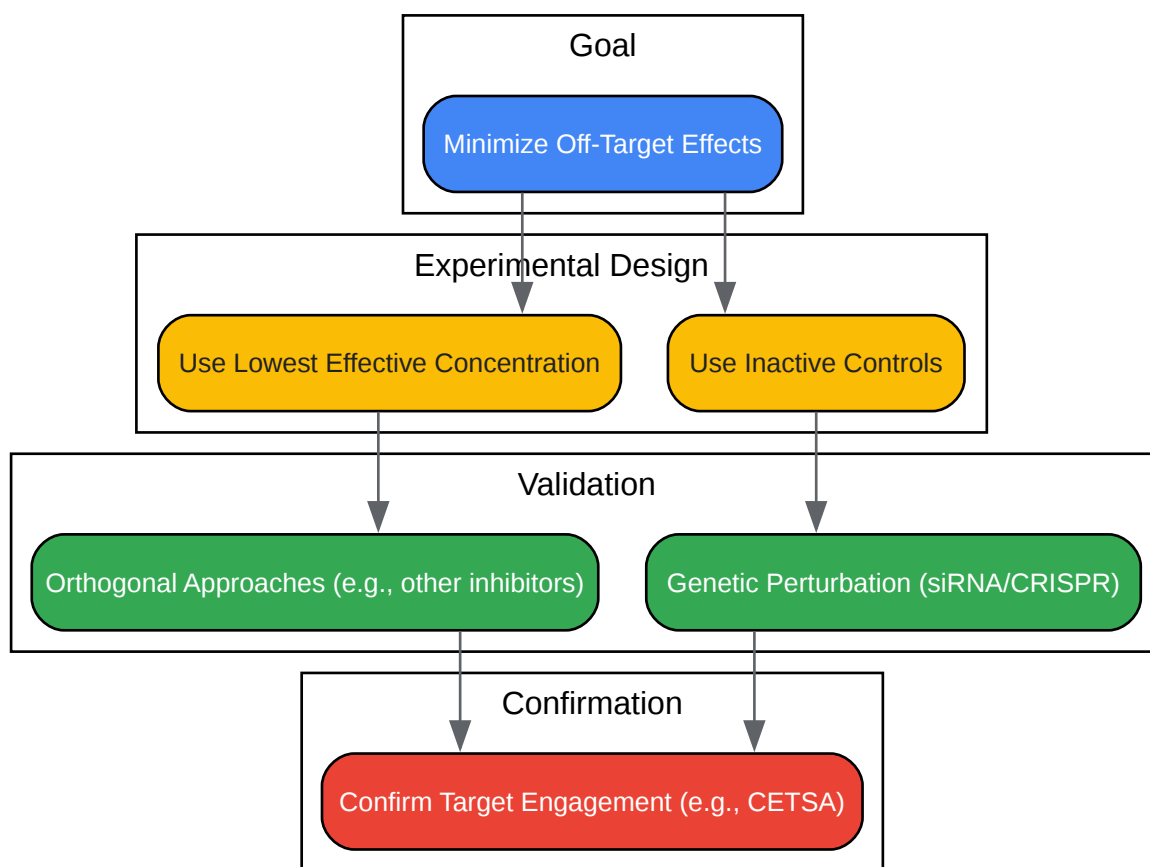 Goal
Minimize Off-Target Effects
Experimental Design
Use Lowest Effective Concentration
Use Inactive Controls
Validation
Orthogonal Approaches (e.g., other inhibitors)
Genetic Perturbation (siRNA/CRISPR)
Confirmation
Confirm Target Engagement (e.g., CETSA)